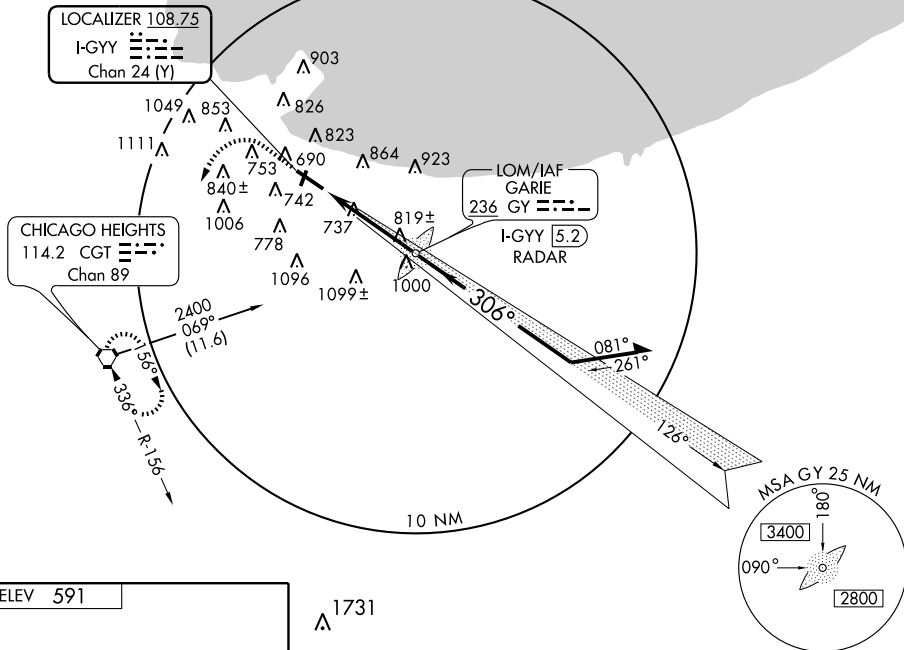 LOCALIZER 108.75
I-GYY
Chan 24 (Y)
903
826
1049
853
823
1111
753
690
864
923
840±
742
1006
737
819±
778
1096
1099±
1000
LOM/IAF
GARIE
236 GY
I-GYY 5.2
RADAR
CHICAGO HEIGHTS
114.2 CGT
Chan 89
2400
069°
(11.6)
156°
336°
R-156
306°
081°
261°
126°
10 NM
MSA GY 25 NM
180°
3400
090°
2800
ELEV 591
1731